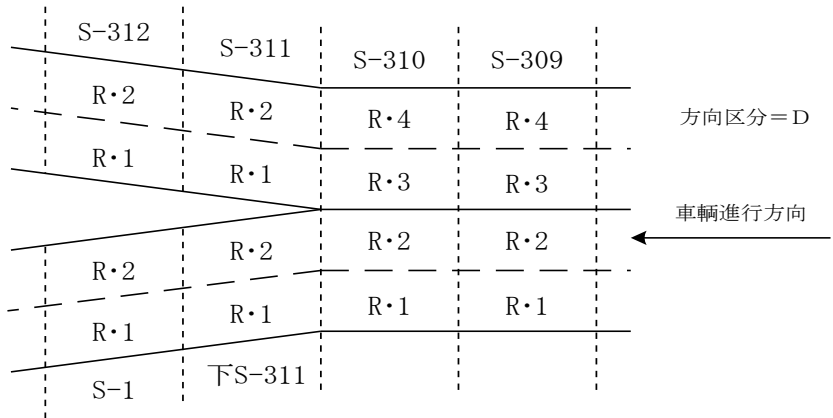 S-312
S-311
S-310
S-309
R・2
R・2
R・4
R・4
方向区分=D
R・1
R・1
R・3
R・3
車輌進行方向
R・2
R・2
R・2
R・2
R・1
R・1
R・1
R・1
S-1
下S-311